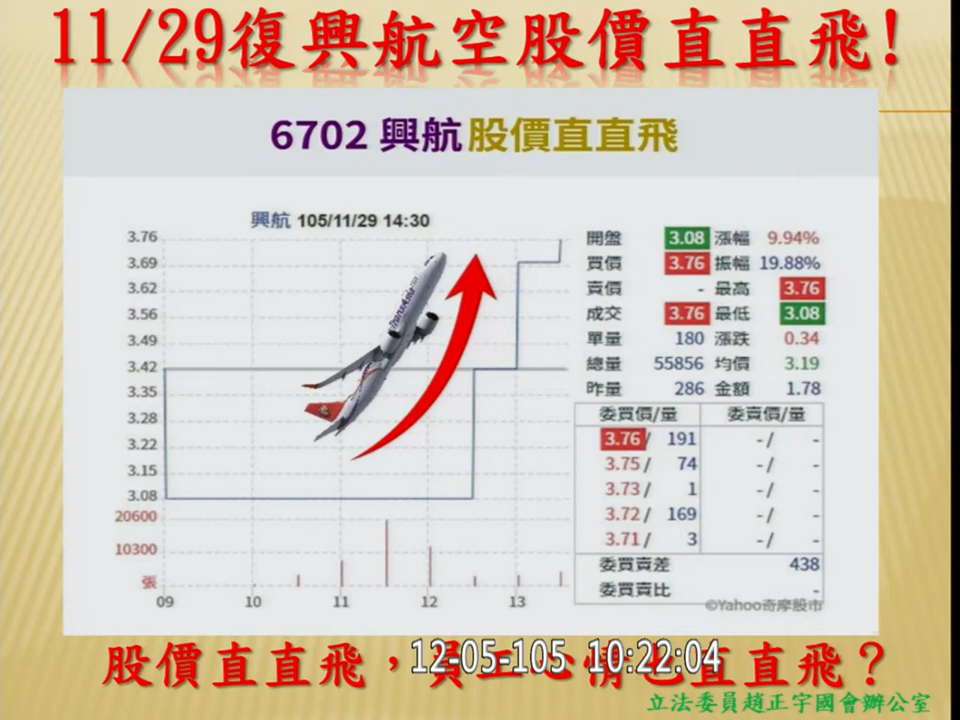 11/29復興航空股價直直飛!
6702 興航股價直直飛
興航 105/11/29 14:30
3.76
3.69
3.62
3.56
3.49
3.42
3.35
3.28
3.22
3.15
3.08
20600
10300
張
09 10 11 12 13
TransAsia
開盤 3.08 漲幅 9.94%
買價 3.76 振幅 19.88%
賣價 - 最高 3.76
成交 3.76 最低 3.08
單量 180 漲跌 0.34
總量 55856 均價 3.19
昨量 286 金額 1.78
委買價/量 委賣價/量
3.76/ 191 -/ -
3.75/ 74 -/ -
3.73/ 1 -/ -
3.72/ 169 -/ -
3.71/ 3 -/ -
委買賣差 438
委買賣比 -
©Yahoo奇摩股市
股價直直飛，員工心情也直直飛？
12-05-105 10:22:04
立法委員趙正宇國會辦公室